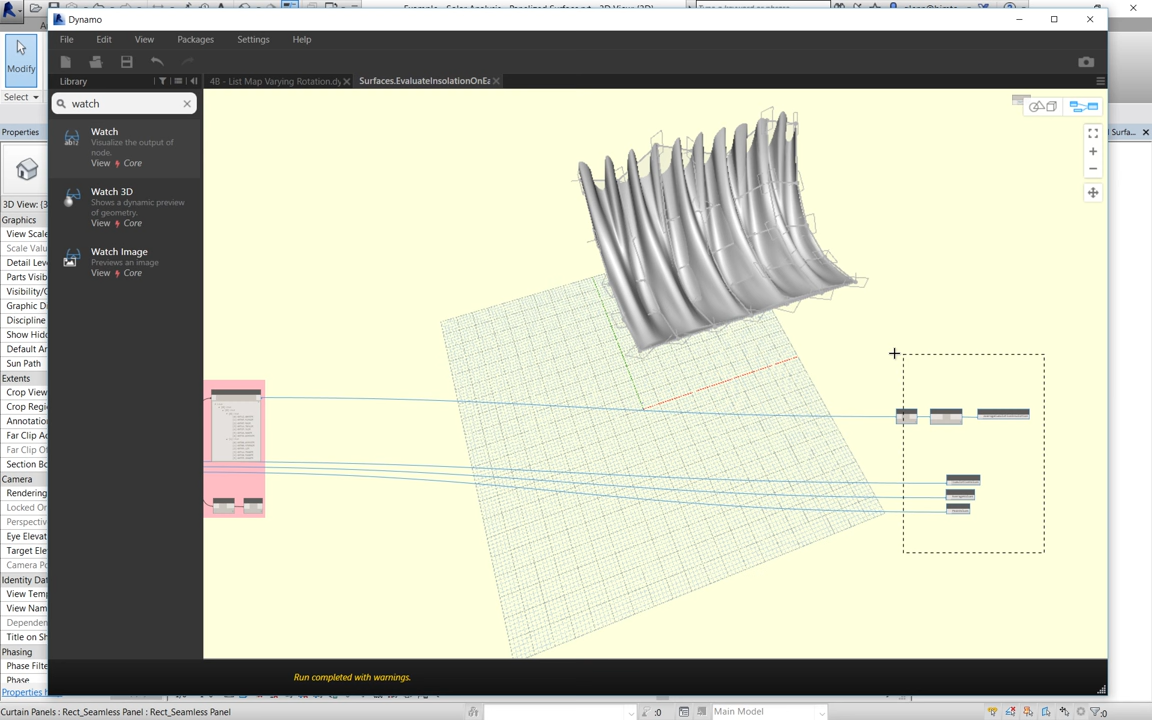 Dynamo
File Edit View Packages Settings Help
Modify
Library
4B - List Map Varying Rotation.dy
Surfaces.EvaluateInsolationOnEa
Select
watch
Properties
Surfa...
Watch
Visualize the output of
node.
View Core
Watch 3D
Shows a dynamic preview
of geometry.
View Core
3D View: {3
Graphics
View Scale
Scale Valu
Watch Image
Previews an image
View Core
Detail Leve
Parts Visib
Visibility/G
Graphic Di
Discipline
Show Hidd
Default An
Sun Path
Extents
Crop View
Crop Regi
Annotatio
Far Clip Ac
Far Clip Of
Section Bo
Camera
Rendering
Locked Or
Perspectiv
Eye Elevat
Target Ele
Camera Po
Identity Dat
View Temp
View Nam
Dependen
Title on Sh
Phasing
Phase Filte
Phase
Properties h
Run completed with warnings.
Curtain Panels : Rect_Seamless Panel : Rect_Seamless Panel
:0
Main Model
:0